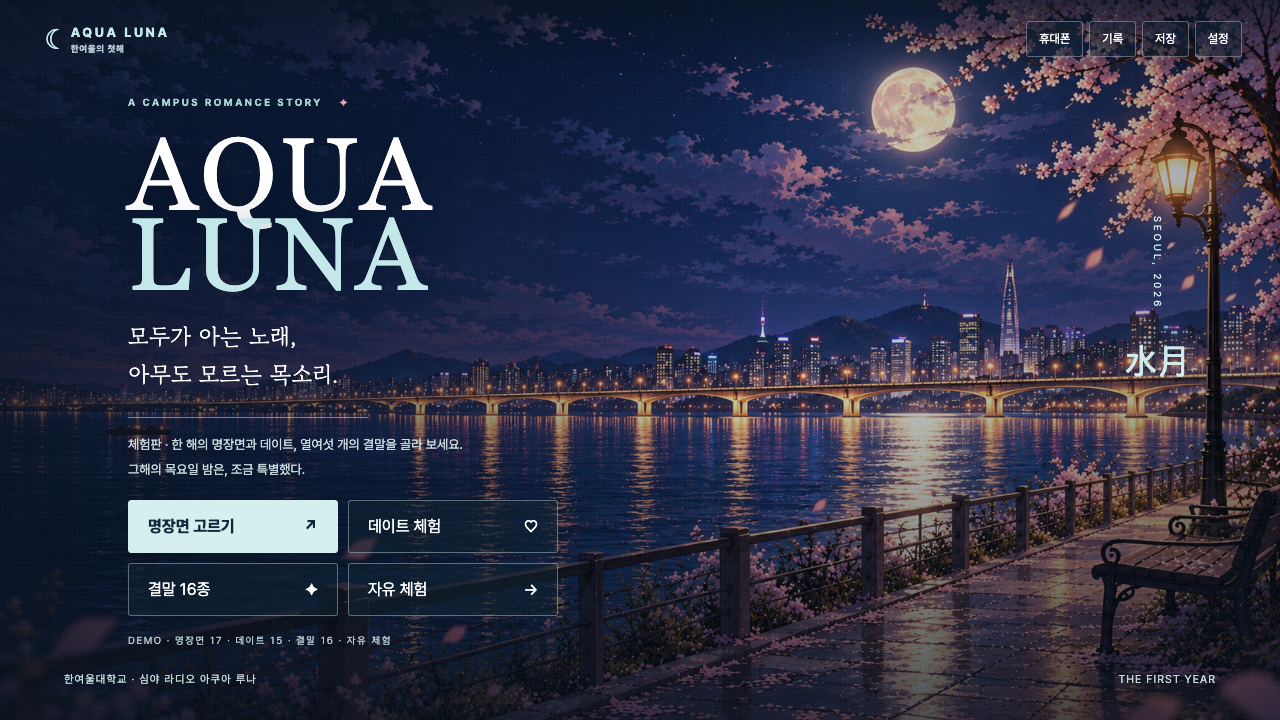 AQUA LUNA
한여울의 첫해
휴대폰
기록
저장
설정
A CAMPUS ROMANCE STORY
AQUA
LUNA
모두가 아는 노래,
아무도 모르는 목소리.
SEOUL, 2026
水月
체험판 · 한 해의 명장면과 데이트, 열여섯 개의 결말을 골라 보세요.
그해의 목요일 밤은, 조금 특별했다.
명장면 고르기
데이트 체험
결말 16종
자유 체험
DEMO · 명장면 17 · 데이트 15 · 결말 16 · 자유 체험
한여울대학교 · 심야 라디오 아쿠아 루나
THE FIRST YEAR